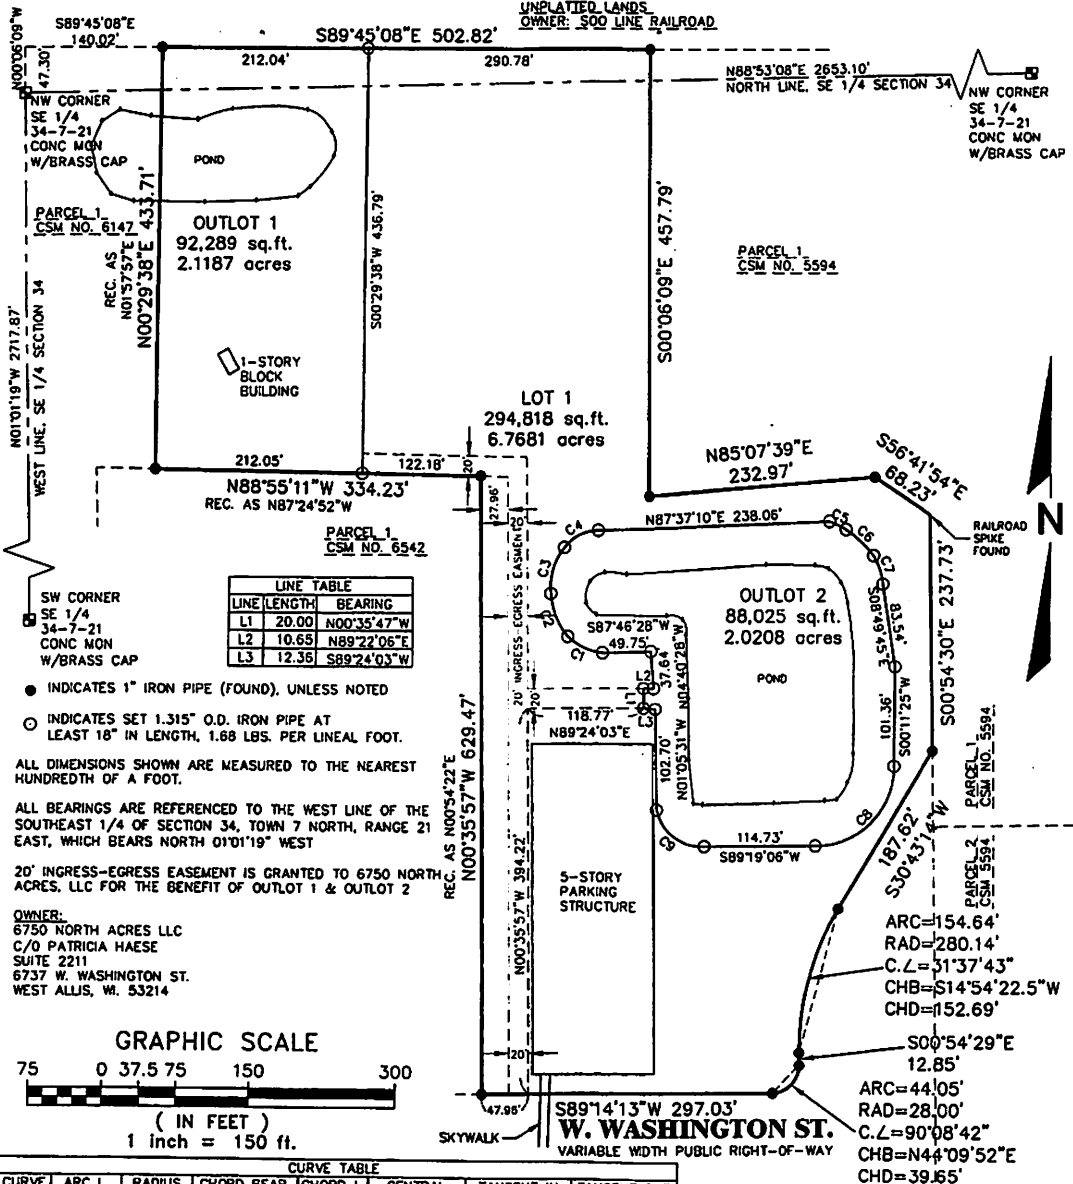 UNPLATTED LANDS
OWNER: SOO LINE RAILROAD
N00°06'09"W
47.30'
S89°45'08"E
140.02'
S89°45'08"E 502.82'
212.04'
290.78'
N88°53'08"E 2653.10'
NORTH LINE, SE 1/4 SECTION 34
NW CORNER
SE 1/4
34-7-21
CONC MON
W/BRASS CAP
NW CORNER
SE 1/4
34-7-21
CONC MON
W/BRASS CAP
POND
PARCEL 1
CSM NO. 6147
REC. AS
N01°57'57"E
N00°29'38"E 433.71'
OUTLOT 1
92,289 sq.ft.
2.1187 acres
S00°29'38"W 436.79'
S00°06'09"E 457.79'
PARCEL 1
CSM NO. 5594
N01°01'19"W 2717.87'
WEST LINE, SE 1/4 SECTION 34
1-STORY
BLOCK
BUILDING
LOT 1
294,818 sq.ft.
6.7681 acres
212.05'
122.18'
20'
N88°55'11"W 334.23'
REC. AS N87°24'52"W
27.96'
20'
N85°07'39"E
232.97'
S56°41'54"E
68.23'
RAILROAD
SPIKE
FOUND
N
PARCEL 1
CSM NO. 6542
N87°37'10"E 238.06'
C1
C2
C3
C4
C5
C6
C7
C8
C9
S08°49'45"E
83.54'
OUTLOT 2
88,025 sq.ft.
2.0208 acres
POND
S87°46'28"W
49.75'
37.64
N04°40'28"W
S00°11'25"W
101.36'
S00°54'30"E 237.73'
LINE TABLE
LINE LENGTH BEARING
L1 20.00 N00°35'47"W
L2 10.65 N89°22'06"E
L3 12.36 S89°24'03"W
SW CORNER
SE 1/4
34-7-21
CONC MON
W/BRASS CAP
20' INGRESS-EGRESS EASMENT
L2
L3
20'
118.77'
N89°24'03"E
102.70'
N01°05'31"W
114.73'
S89°19'06"W
INDICATES 1" IRON PIPE (FOUND), UNLESS NOTED
INDICATES SET 1.315" O.D. IRON PIPE AT
LEAST 18" IN LENGTH, 1.68 LBS. PER LINEAL FOOT.
ALL DIMENSIONS SHOWN ARE MEASURED TO THE NEAREST
HUNDREDTH OF A FOOT.
ALL BEARINGS ARE REFERENCED TO THE WEST LINE OF THE
SOUTHEAST 1/4 OF SECTION 34, TOWN 7 NORTH, RANGE 21
EAST, WHICH BEARS NORTH 01°01'19" WEST
20' INGRESS-EGRESS EASEMENT IS GRANTED TO 6750 NORTH
ACRES, LLC FOR THE BENEFIT OF OUTLOT 1 & OUTLOT 2
OWNER:
6750 NORTH ACRES LLC
C/O PATRICIA HAESE
SUITE 2211
6737 W. WASHINGTON ST.
WEST ALLIS, WI. 53214
REC. AS N00°54'22"E
N00°35'57"W 629.47'
N00°35'57"W 394.22'
5-STORY
PARKING
STRUCTURE
PARCEL 1
CSM NO. 5594
PARCEL 2
CSM 5594
187.62'
S30°43'14"W
ARC=154.64'
RAD=280.14'
C.∠=31°37'43"
CHB=S14°54'22.5"W
CHD=152.69'
S00°54'29"E
12.85'
ARC=44.05'
RAD=28.00'
C.∠=90°08'42"
CHB=N44°09'52"E
CHD=39.65'
GRAPHIC SCALE
75 0 37.5 75 150 300
( IN FEET )
1 inch = 150 ft.
20'
47.95'
S89°14'13"W 297.03'
SKYWALK
W. WASHINGTON ST.
VARIABLE WIDTH PUBLIC RIGHT-OF-WAY
CURVE TABLE